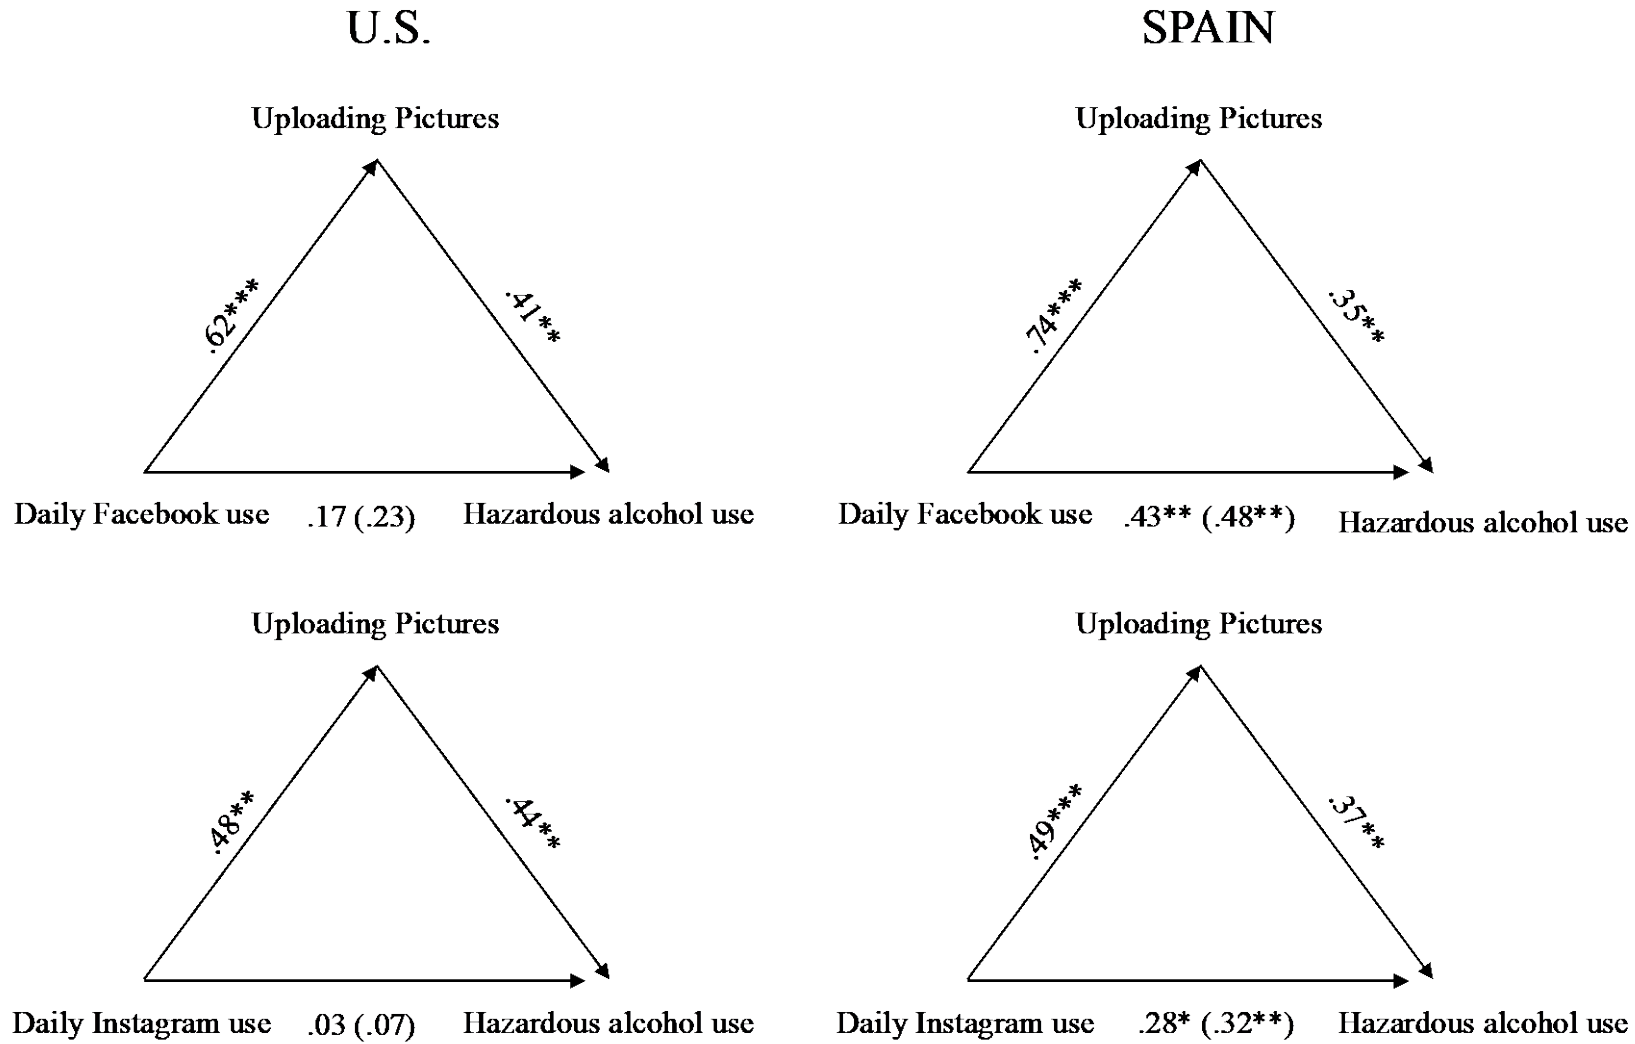 U.S.
SPAIN
Uploading Pictures
Uploading Pictures
.62***
.41**
.74***
.35**
Daily Facebook use .17 (.23) Hazardous alcohol use
Daily Facebook use .43** (.48**) Hazardous alcohol use
Uploading Pictures
Uploading Pictures
.48**
.44**
.49***
.37**
Daily Instagram use .03 (.07) Hazardous alcohol use
Daily Instagram use .28* (.32**) Hazardous alcohol use